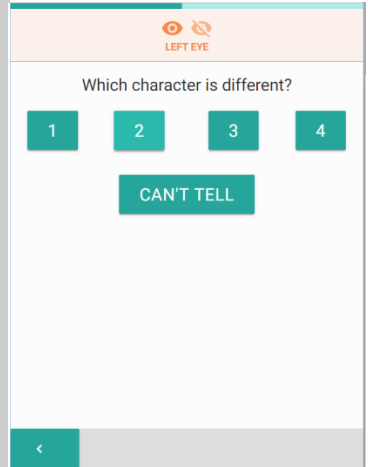 LEFT EYE
Which character is different?
1 2 3 4
CAN'T TELL